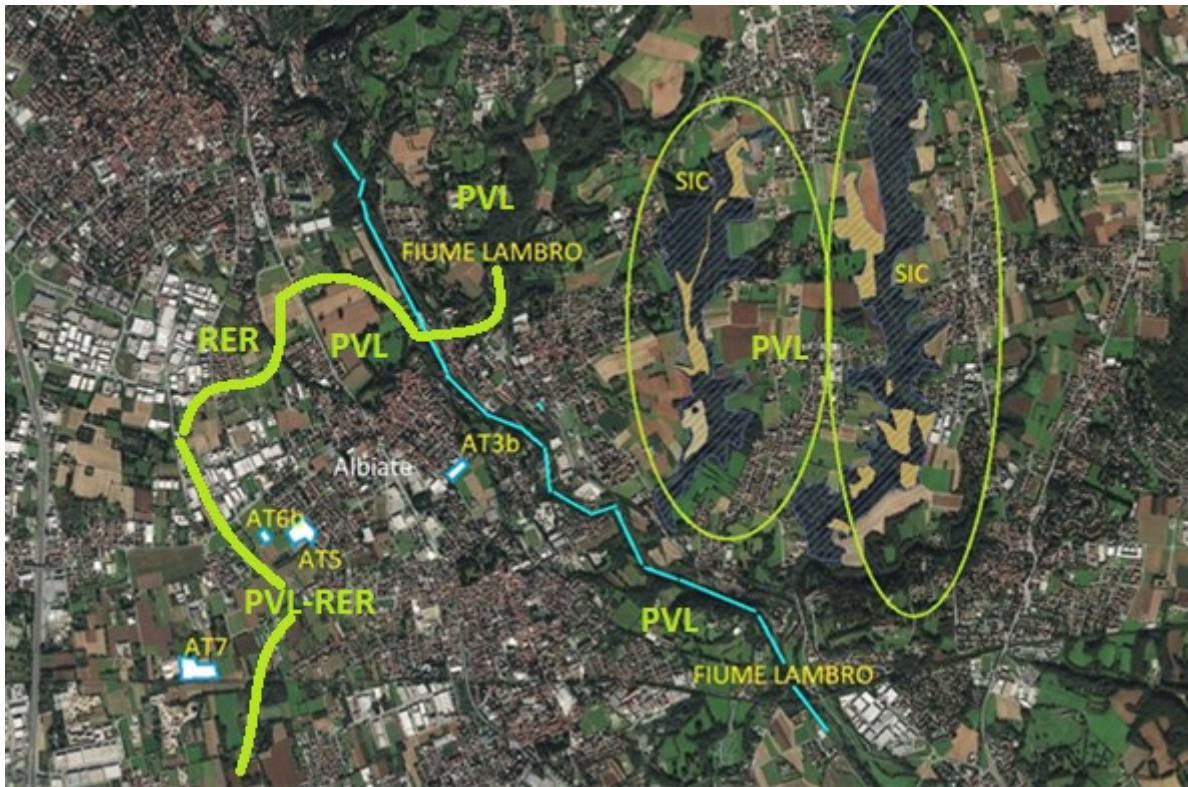 SIC
PVL
FIUME LAMBRO
SIC
RER
PVL
PVL
AT3b
Albiate
AT6b
AT5
PVL-RER
PVL
AT7
FIUME LAMBRO